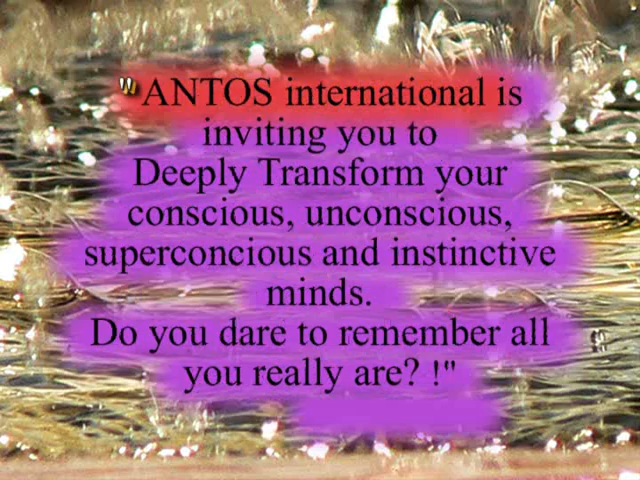 " ANTOS international is
inviting you to
Deeply Transform your
conscious, unconscious,
superconcious and instinctive
minds.
Do you dare to remember all
you really are? !"